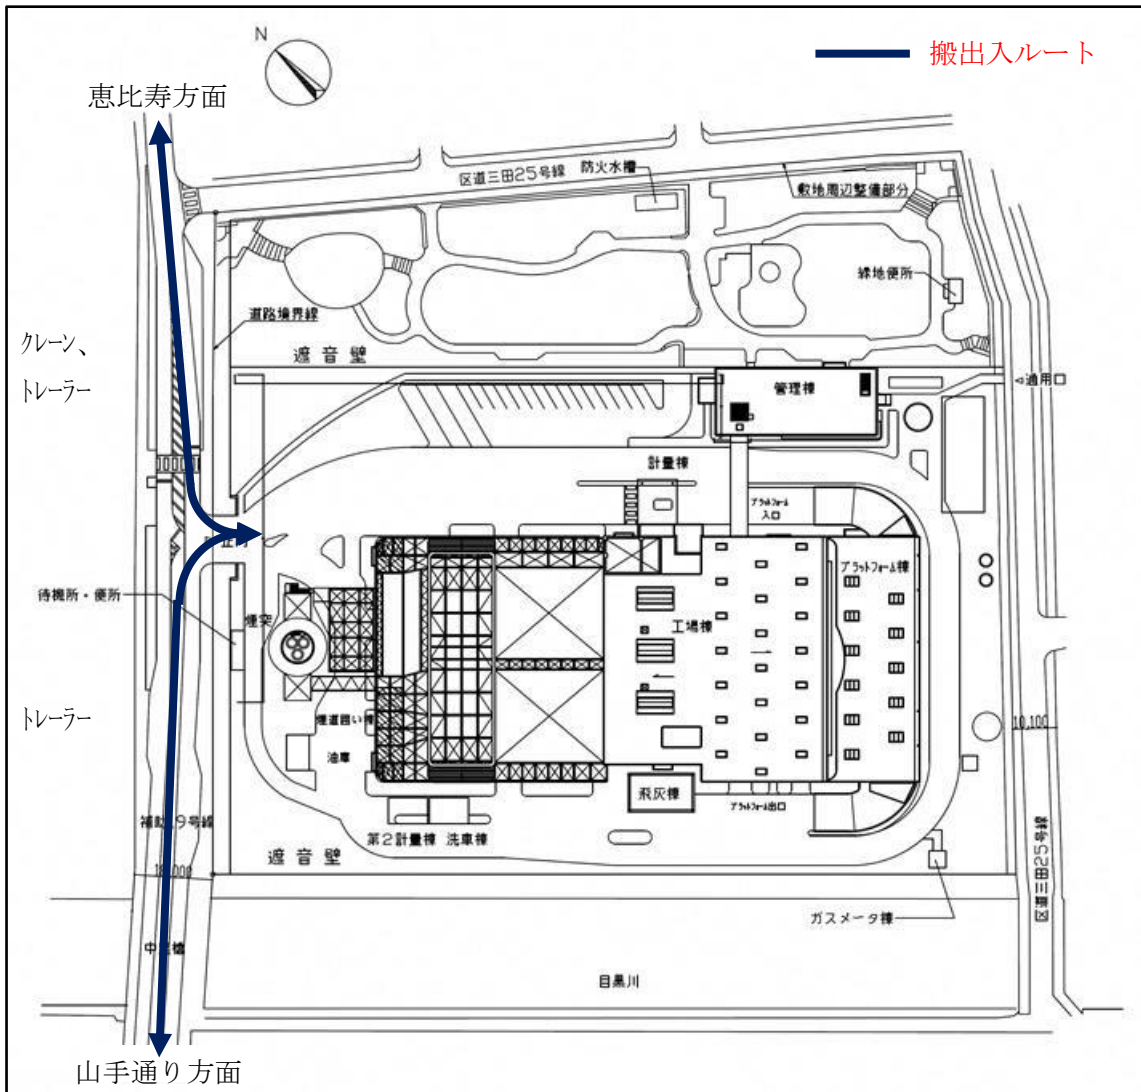 N
搬出入ルート
恵比寿方面
区道三田25号線
防火水槽
敷地周辺整備部分
緑地便所
道路境界線
クレーン、
トレーラー
遮音壁
管理棟
通用口
計量棟
プラットフォーム
入口
プラットフォーム棟
待機所・便所
煙突
工場棟
トレーラー
煙道囲い棟
油庫
10,100
飛灰棟
プラットフォーム出口
第2計量棟
洗車棟
遮音壁
区道三田25号線
ガスメータ棟
目黒川
山手通り方面